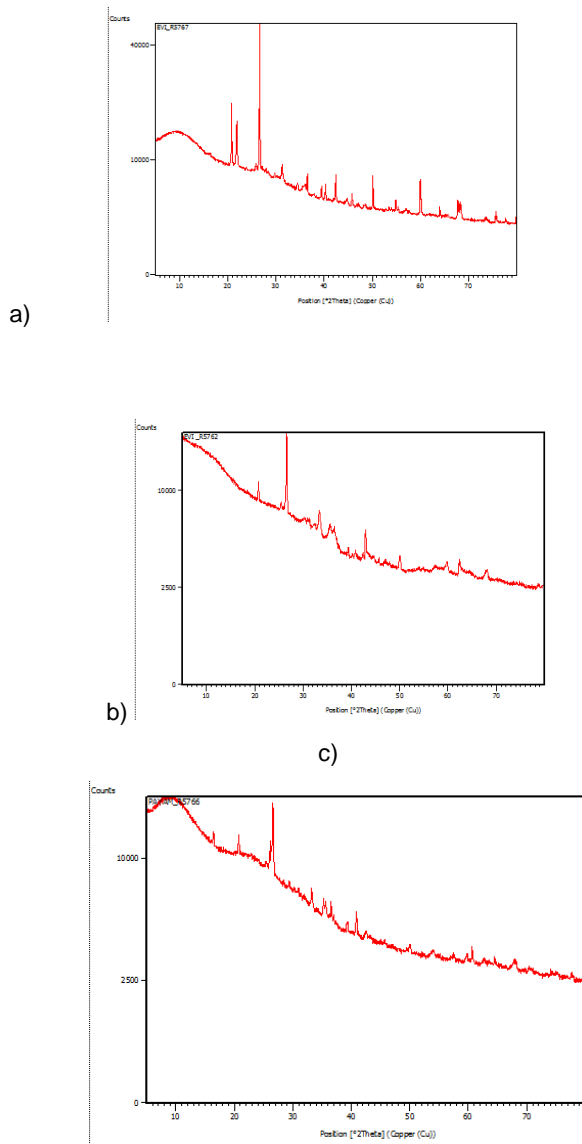 Counts
EVI_R5767
40000
10000
0
10 20 30 40 50 60 70
Position [°2Theta] (Copper (Cu))
a)
Counts
EVI_R5762
10000
2500
0
10 20 30 40 50 60 70
Position [°2Theta] (Copper (Cu))
b)
c)
Counts
10000
2500
0
10 20 30 40 50 60 70
Position [°2Theta] (Copper (Cu))